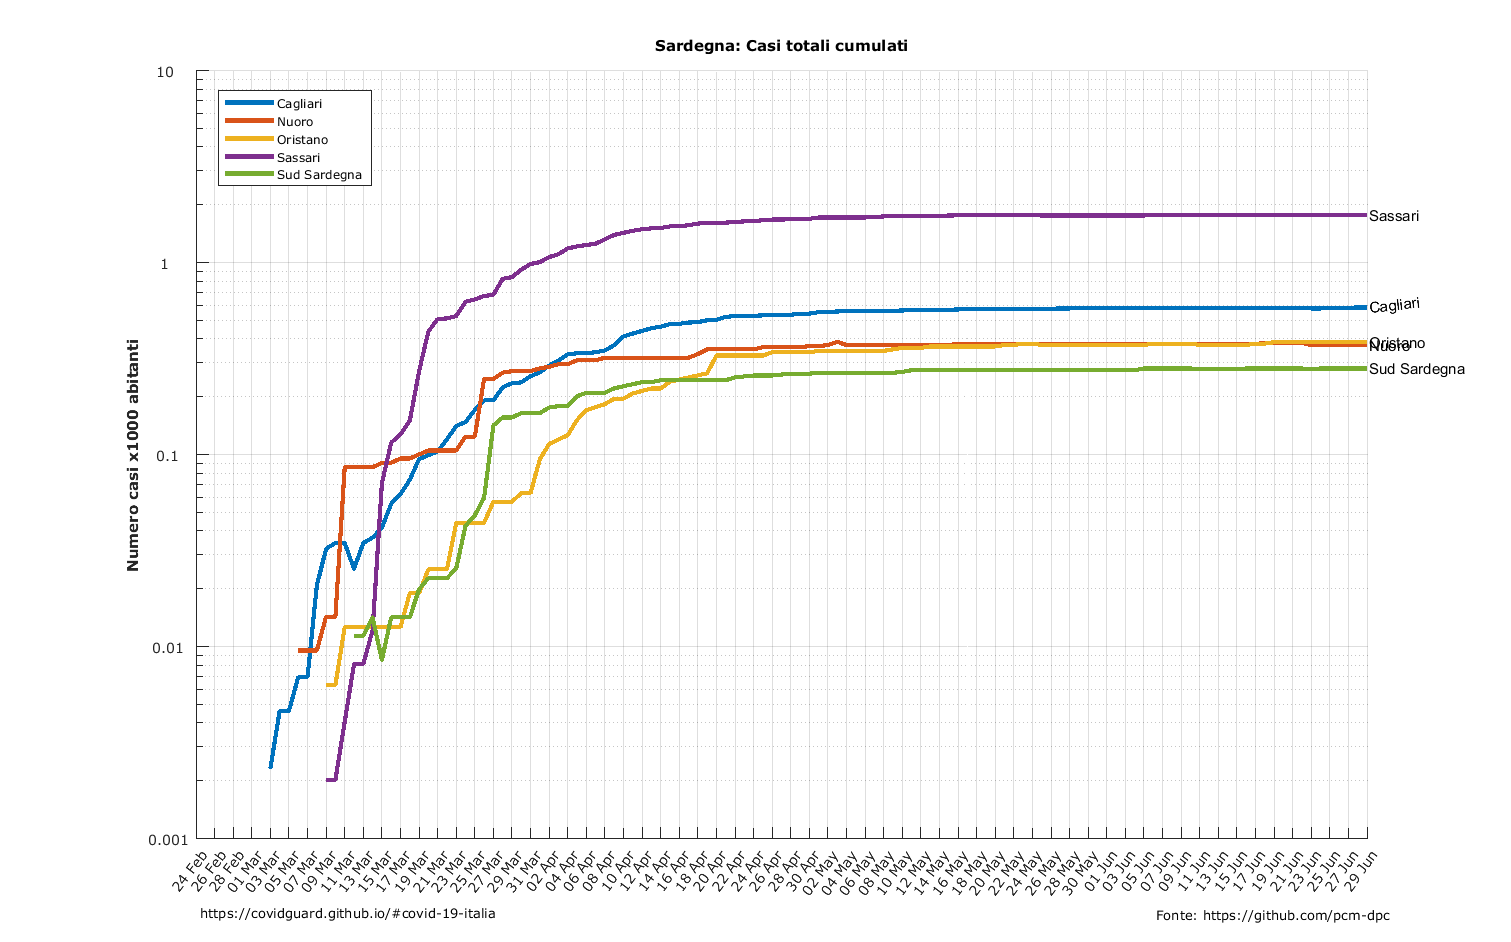 Sardegna: Casi totali cumulati
10
1
0.1
0.01
0.001
Numero casi x1000 abitanti
Cagliari
Nuoro
Oristano
Sassari
Sud Sardegna
Sassari
Cagliari
Oristano
Nuoro
Sud Sardegna
24 Feb
26 Feb
28 Feb
01 Mar
03 Mar
05 Mar
07 Mar
09 Mar
11 Mar
13 Mar
15 Mar
17 Mar
19 Mar
21 Mar
23 Mar
25 Mar
27 Mar
29 Mar
31 Mar
02 Apr
04 Apr
06 Apr
08 Apr
10 Apr
12 Apr
14 Apr
16 Apr
18 Apr
20 Apr
22 Apr
24 Apr
26 Apr
28 Apr
30 Apr
02 May
04 May
06 May
08 May
10 May
12 May
14 May
16 May
18 May
20 May
22 May
24 May
26 May
28 May
30 May
01 Jun
03 Jun
05 Jun
07 Jun
09 Jun
11 Jun
13 Jun
15 Jun
17 Jun
19 Jun
21 Jun
23 Jun
25 Jun
27 Jun
29 Jun
https://covidguard.github.io/#covid-19-italia
Fonte: https://github.com/pcm-dpc